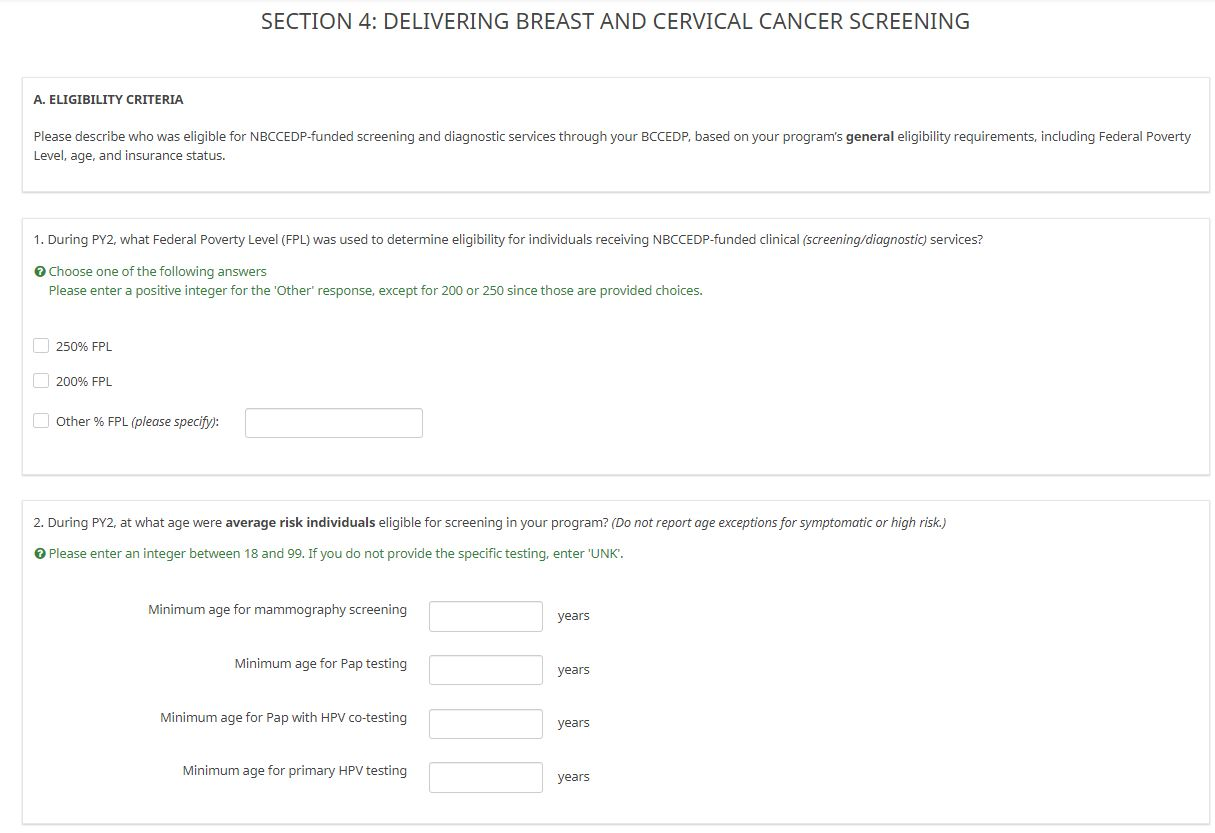 SECTION 4: DELIVERING BREAST AND CERVICAL CANCER SCREENING
A. ELIGIBILITY CRITERIA
Please describe who was eligible for NBCCEDP-funded screening and diagnostic services through your BCCEDP, based on your program's general eligibility requirements, including Federal Poverty
Level, age, and insurance status.
1. During PY2, what Federal Poverty Level (FPL) was used to determine eligibility for individuals receiving NBCCEDP-funded clinical (screening/diagnostic) services?
Choose one of the following answers
Please enter a positive integer for the 'Other' response, except for 200 or 250 since those are provided choices.
250% FPL
200% FPL
Other % FPL (please specify):
2. During PY2, at what age were average risk individuals eligible for screening in your program? (Do not report age exceptions for symptomatic or high risk.)
Please enter an integer between 18 and 99. If you do not provide the specific testing, enter 'UNK'.
Minimum age for mammography screening years
Minimum age for Pap testing years
Minimum age for Pap with HPV co-testing years
Minimum age for primary HPV testing years